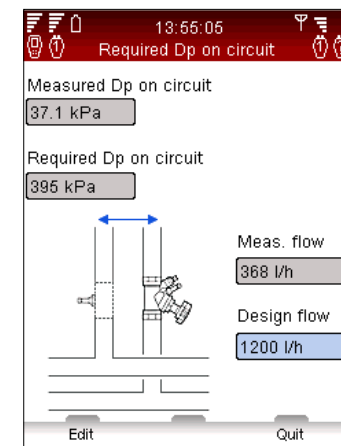 13:55:05
Required Dp on circuit
Measured Dp on circuit
37.1 kPa
Required Dp on circuit
395 kPa
Meas. flow
368 l/h
Design flow
1200 l/h
Edit
Quit